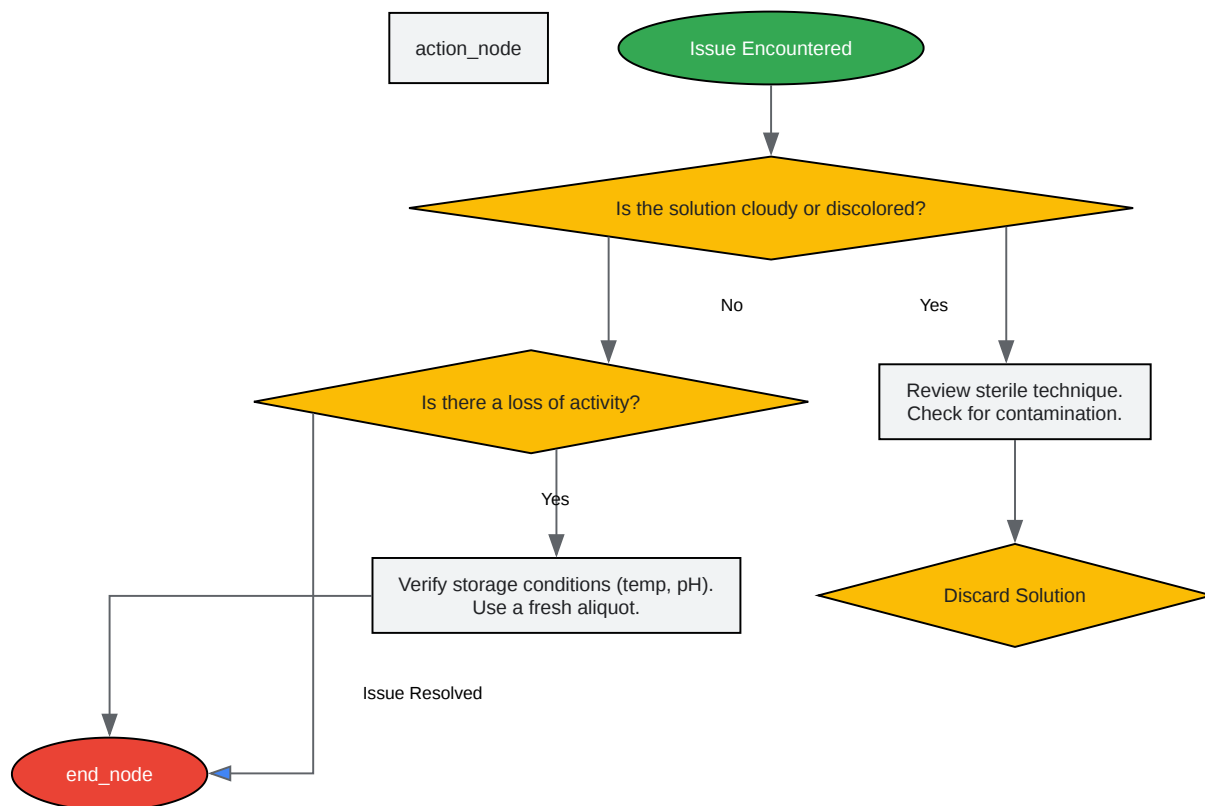 action_node
Issue Encountered
Is the solution cloudy or discolored?
No
Yes
Is there a loss of activity?
Review sterile technique.
Check for contamination.
Yes
Verify storage conditions (temp, pH).
Use a fresh aliquot.
Discard Solution
Issue Resolved
end_node